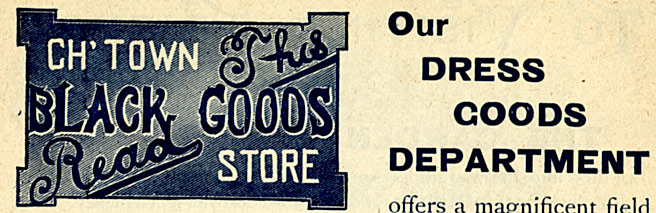 CH'TOWN This
BLACK GOODS
Read STORE
Our
DRESS
GOODS
DEPARTMENT
offers a magnificent field